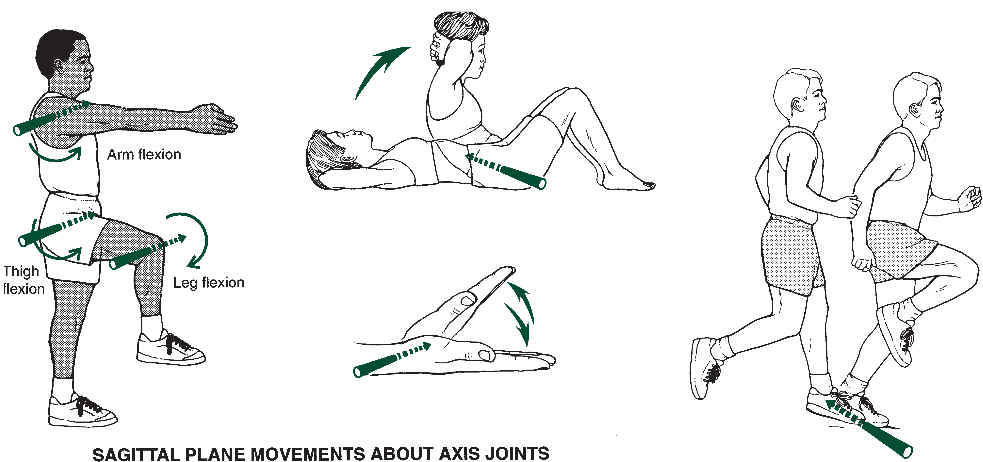 Arm flexion
Thigh
flexion
Leg flexion
SAGITTAL PLANE MOVEMENTS ABOUT AXIS JOINTS